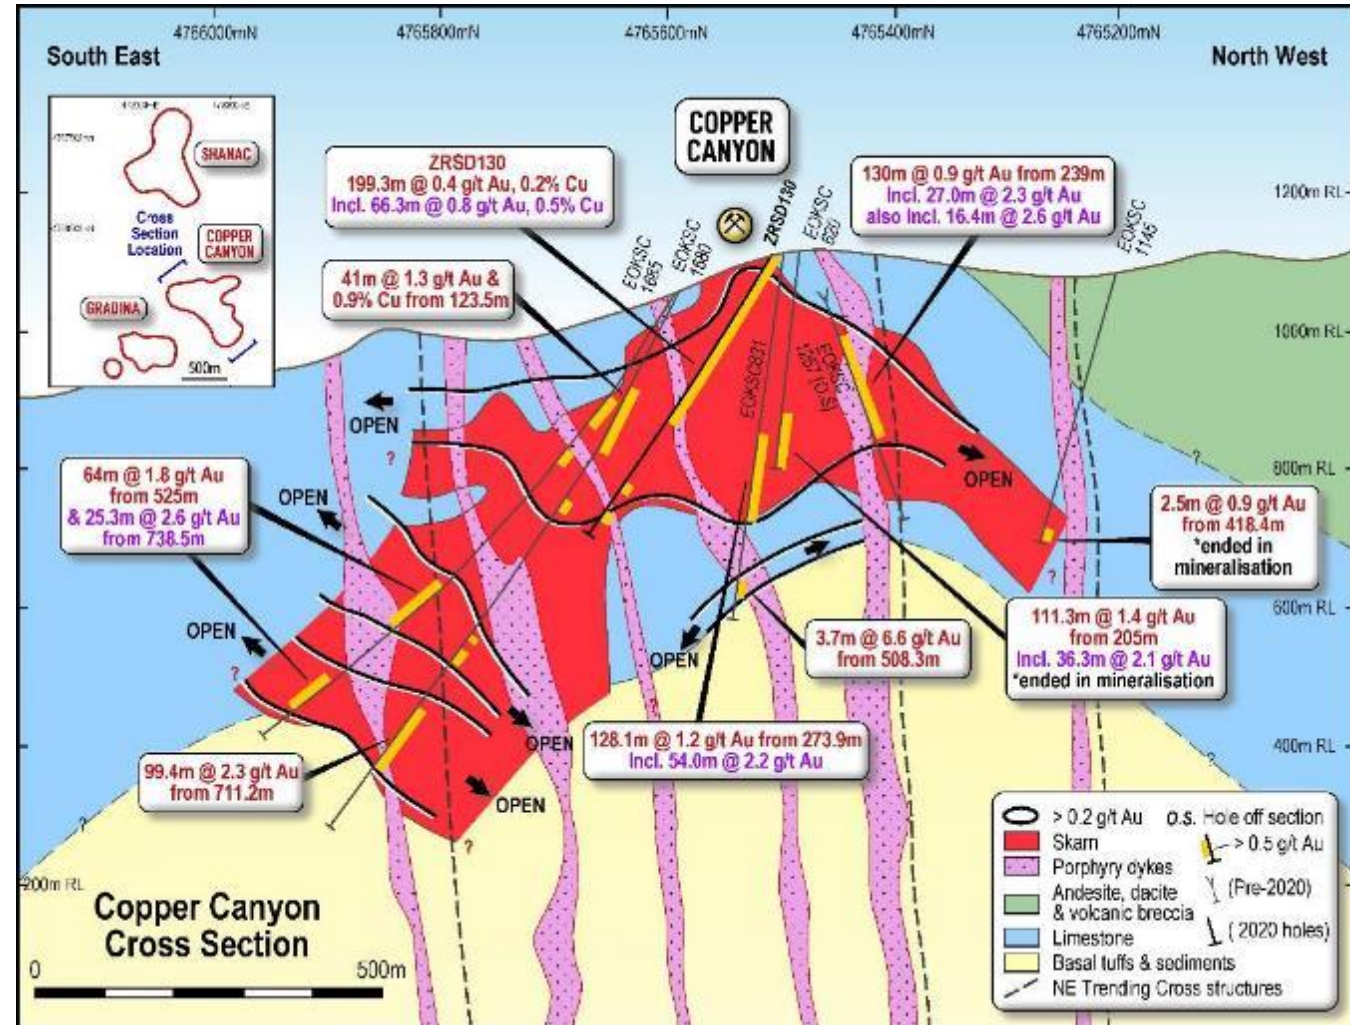 4766000mN
4765800mN
4765600mN
4765400mN
4765200mN
South East
North West
SHANAC
Cross
Section
Location
COPPER
CANYON
GRADINA
500m
COPPER
CANYON
ZRSD130
199.3m @ 0.4 g/t Au, 0.2% Cu
Incl. 66.3m @ 0.8 g/t Au, 0.5% Cu
130m @ 0.9 g/t Au from 239m
Incl. 27.0m @ 2.3 g/t Au
also Incl. 16.4m @ 2.6 g/t Au
41m @ 1.3 g/t Au &
0.9% Cu from 123.5m
EOKSC
1685
EOKSC
1680
ZRSD130
EOKSC
620
EOKSC
1145
1200m RL
1000m RL
800m RL
600m RL
400m RL
200m RL
EOKSC831
EOKSC
1257 (O.S)
OPEN
?
OPEN
?
64m @ 1.8 g/t Au
from 525m
& 25.3m @ 2.6 g/t Au
from 738.5m
OPEN
2.5m @ 0.9 g/t Au
from 418.4m
*ended in
mineralisation
?
OPEN
?
OPEN
3.7m @ 6.6 g/t Au
from 508.3m
111.3m @ 1.4 g/t Au
from 205m
Incl. 36.3m @ 2.1 g/t Au
*ended in mineralisation
128.1m @ 1.2 g/t Au from 273.9m
Incl. 54.0m @ 2.2 g/t Au
OPEN
99.4m @ 2.3 g/t Au
from 711.2m
OPEN
?
?
?
Copper Canyon
Cross Section
0
500m
> 0.2 g/t Au
O.S. Hole off section
Skarn
> 0.5 g/t Au
Porphyry dykes
(Pre-2020)
Andesite, dacite
& volcanic breccia
( 2020 holes)
Limestone
Basal tuffs & sediments
NE Trending Cross structures